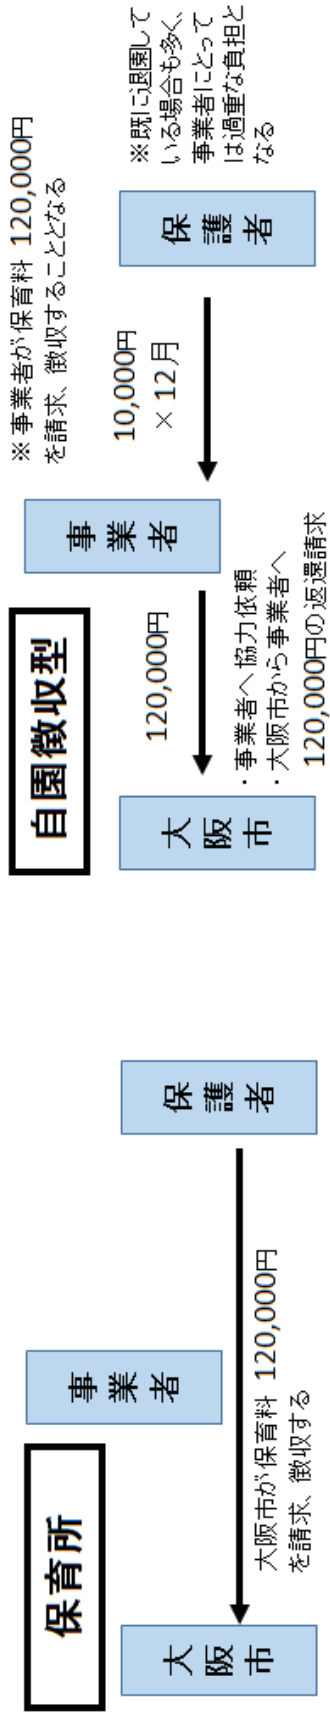 保育所
事業者
大阪市
保護者
大阪市が保育料 120,000円
を請求、徴収する
自園徴収型
※事業者が保育料 120,000円
を請求、徴収することとなる
事業者
大阪市
120,000円
10,000円
×12月
保護者
※既に退園して
いる場合も多く、
事業者にとって
は過重な負担と
なる
・事業者へ協力依頼
・大阪市から事業者へ
120,000円の返還請求